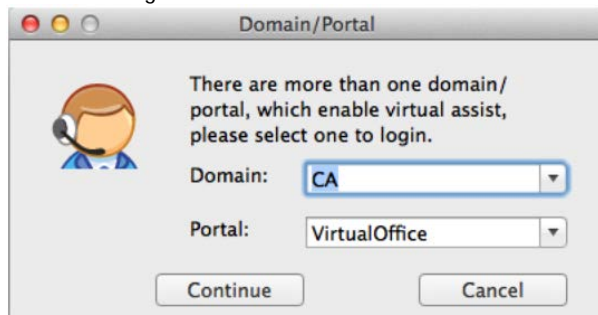 Domain/Portal
There are more than one domain/
portal, which enable virtual assist,
please select one to login.
Domain: CA
Portal: VirtualOffice
Continue Cancel